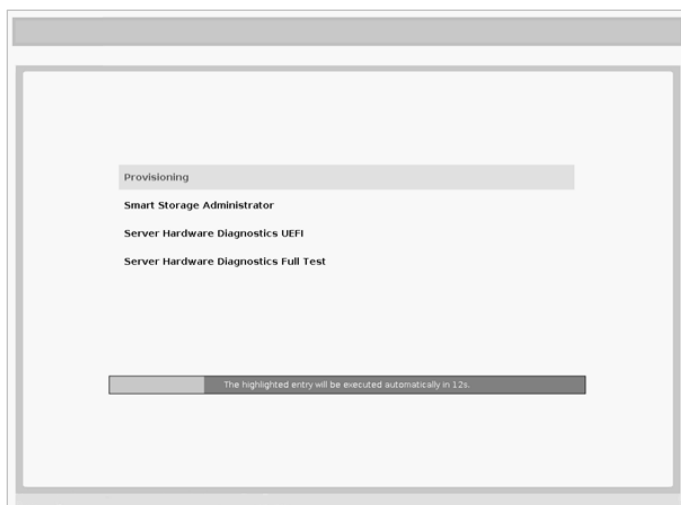 Provisioning
Smart Storage Administrator
Server Hardware Diagnostics UEFI
Server Hardware Diagnostics Full Test
The highlighted entry will be executed automatically in 12s.